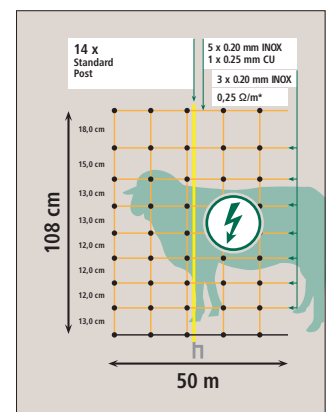 14 x
Standard
Post
5 x 0.20 mm INOX
1 x 0.25 mm CU
3 x 0.20 mm INOX
0,25 Ω/m*
18,0 cm
15,0 cm
13,0 cm
13,0 cm
12,0 cm
12,0 cm
12,0 cm
13,0 cm
108 cm
50 m